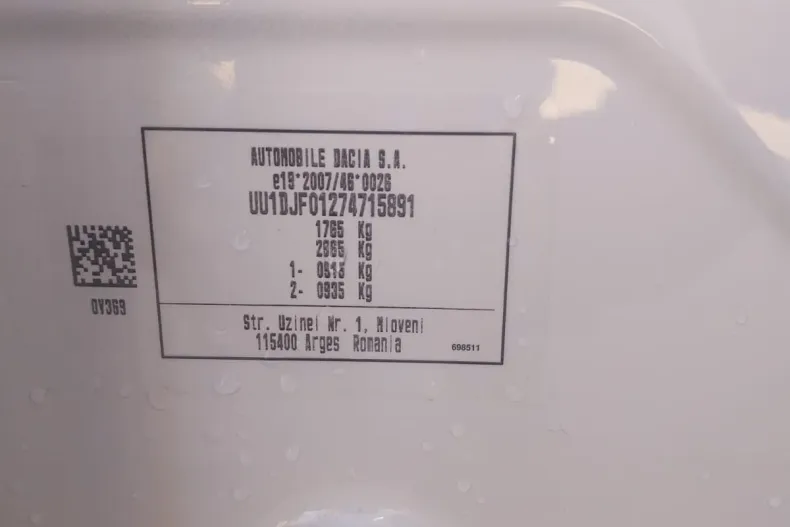 AUTOMOBILE DACIA S.A.
e19*2007/46*0026
UU1DJF01274715891
1765 Kg
2865 Kg
1- 0913 Kg
2- 0935 Kg
Str. Uzinei Nr. 1, Mioveni
115400 Arges Romania
698511
0V369